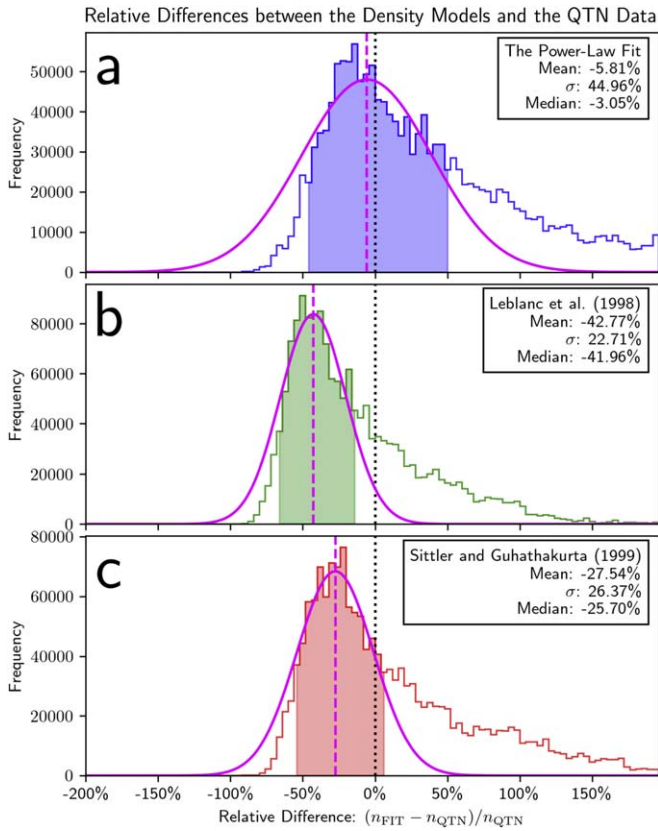 Relative Differences between the Density Models and the QTN Data
a
The Power-Law Fit
Mean: -5.81%
σ: 44.96%
Median: -3.05%
Frequency
50000
40000
30000
20000
10000
0
b
Leblanc et al. (1998)
Mean: -42.77%
σ: 22.71%
Median: -41.96%
Frequency
80000
60000
40000
20000
0
c
Sittler and Guhathakurta (1999)
Mean: -27.54%
σ: 26.37%
Median: -25.70%
Frequency
80000
60000
40000
20000
0
-200% -150% -100% -50% 0% 50% 100% 150%
Relative Difference: (n_FIT − n_QTN)/n_QTN